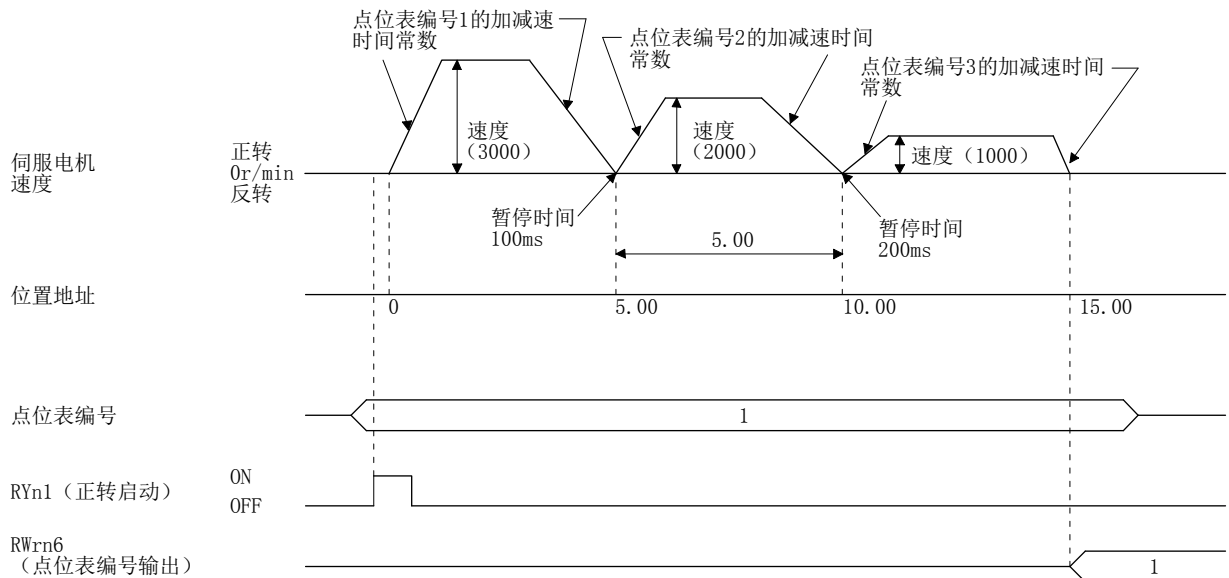 点位表编号1的加减速
时间常数
点位表编号2的加减速时间
常数
点位表编号3的加减速时间
常数
伺服电机
速度
正转
0r/min
反转
速度
（3000）
速度
（2000）
速度（1000）
暂停时间
100ms
5.00
暂停时间
200ms
位置地址
0
5.00
10.00
15.00
点位表编号
1
RYn1（正转启动）
ON
OFF
RWrn6
（点位表编号输出）
1